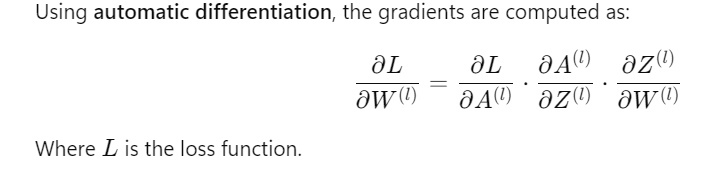 Using automatic differentiation, the gradients are computed as:
∂L/∂W⁽ˡ⁾ = ∂L/∂A⁽ˡ⁾ · ∂A⁽ˡ⁾/∂Z⁽ˡ⁾ · ∂Z⁽ˡ⁾/∂W⁽ˡ⁾
Where L is the loss function.